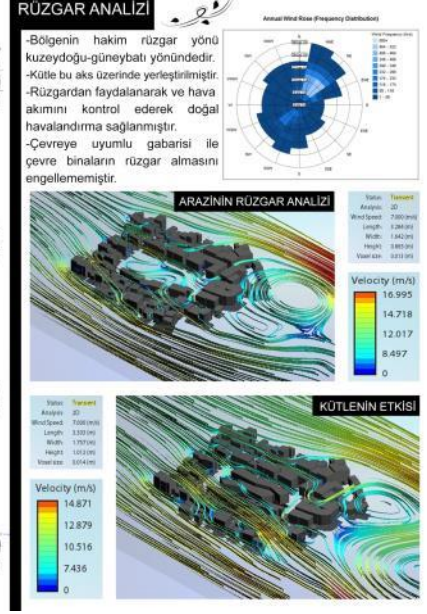 RÜZGAR ANALİZİ
-Bölgenin hakim rüzgar yönü
kuzeydoğu-güneybatı yönündedir.
-Kütle bu aks üzerinde yerleştirilmiştir.
-Rüzgardan faydalanarak ve hava
akımını kontrol ederek doğal
havalandırma sağlanmıştır.
-Çevreye uyumlu gabarisi ile
çevre binaların rüzgar almasını
engellememiştir.
Annual Wind Rose (Frequency Distribution)
ARAZİNİN RÜZGAR ANALİZİ
Status: Transient
Analysis: 2D
Wind Speed: 7.000 (m/s)
Velocity (m/s)
16.995
14.718
12.017
8.497
0
KÜTLENİN ETKİSİ
Status: Transient
Analysis: 2D
Wind Speed: 7.000 (m/s)
Velocity (m/s)
14.871
12.879
10.516
7.436
0